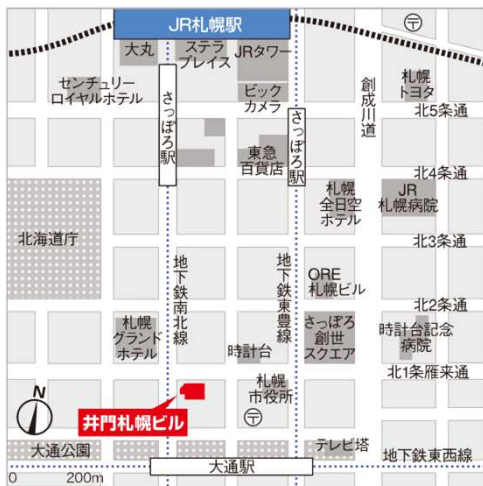 JR札幌駅
〒
大丸
ステラ
プレイス
JRタワー
センチュリー
ロイヤルホテル
さっぽろ駅
ビック
カメラ
さっぽろ駅
創成川道
札幌
トヨタ
北5条通
東急
百貨店
北4条通
札幌
全日空
ホテル
JR
札幌病院
北海道庁
北3条通
地下鉄南北線
地下鉄東豊線
ORE
札幌ビル
北2条通
札幌
グランド
ホテル
時計台
さっぽろ
創世
スクエア
時計台記念
病院
北1条雁来通
N
札幌
市役所
井門札幌ビル
〒
大通公園
テレビ塔
地下鉄東西線
大通駅
0 200m